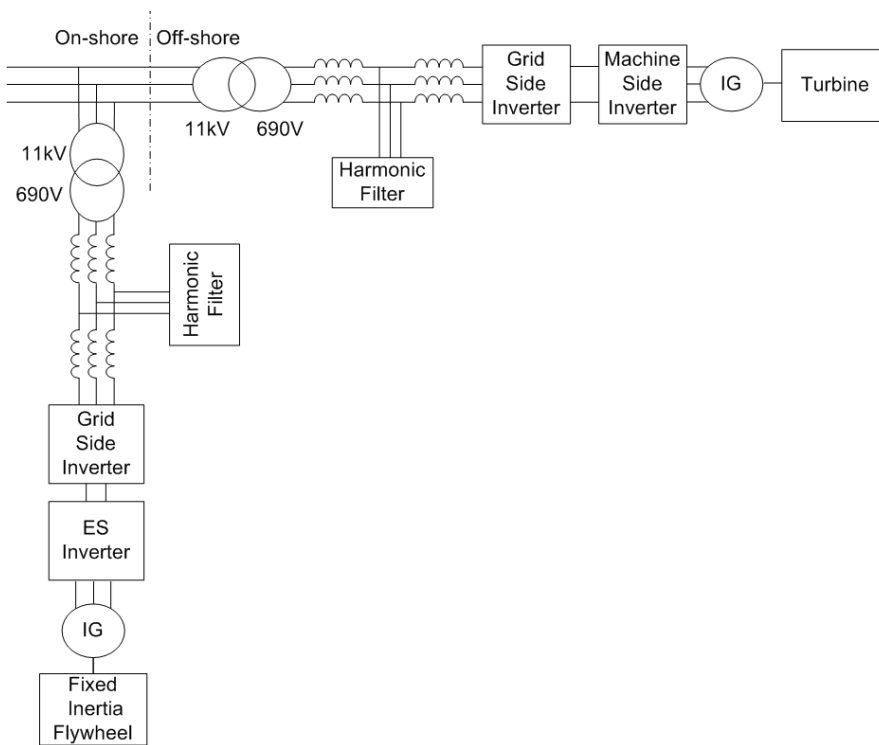 On-shore
Off-shore
11kV
690V
Harmonic
Filter
Grid
Side
Inverter
Machine
Side
Inverter
IG
Turbine
11kV
690V
Harmonic
Filter
Grid
Side
Inverter
ES
Inverter
IG
Fixed
Inertia
Flywheel